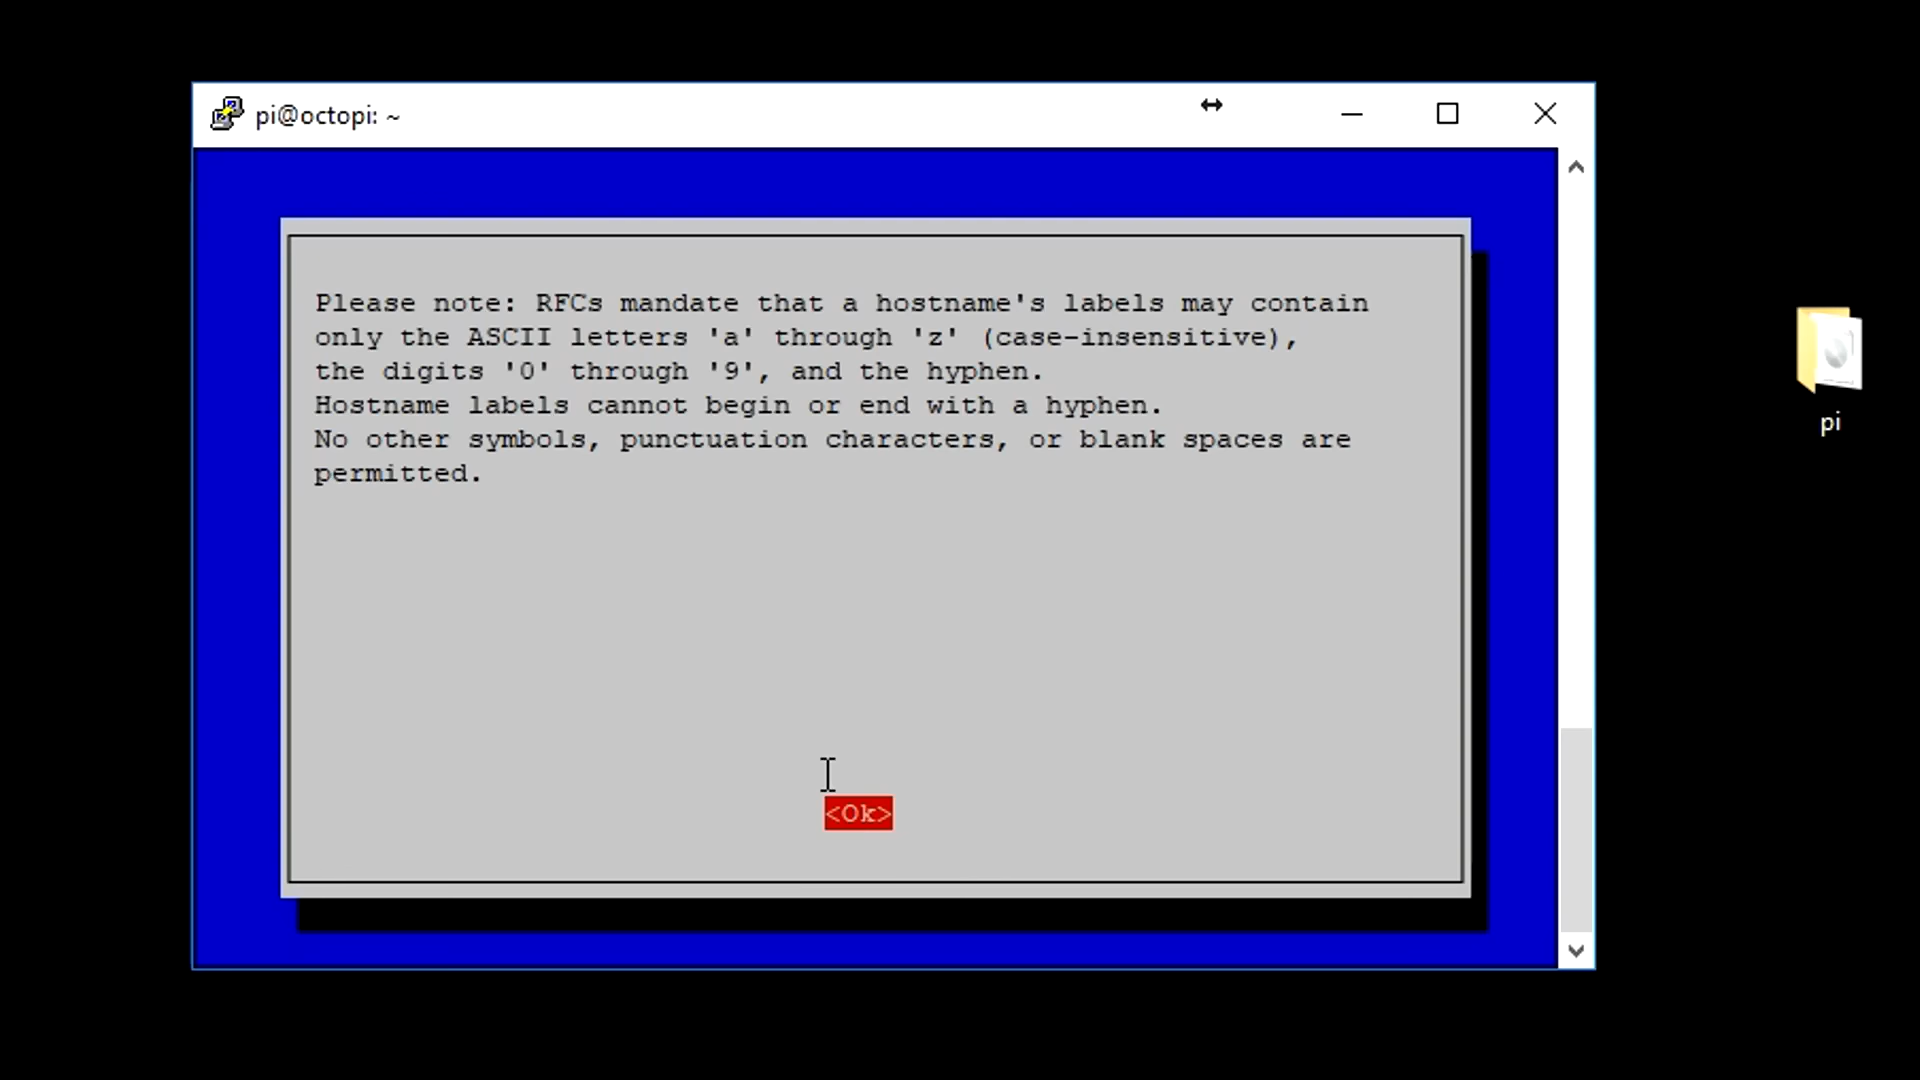 pi@octopi: ~
Please note: RFCs mandate that a hostname's labels may contain
only the ASCII letters 'a' through 'z' (case-insensitive),
the digits '0' through '9', and the hyphen.
Hostname labels cannot begin or end with a hyphen.
No other symbols, punctuation characters, or blank spaces are
permitted.
<Ok>
pi